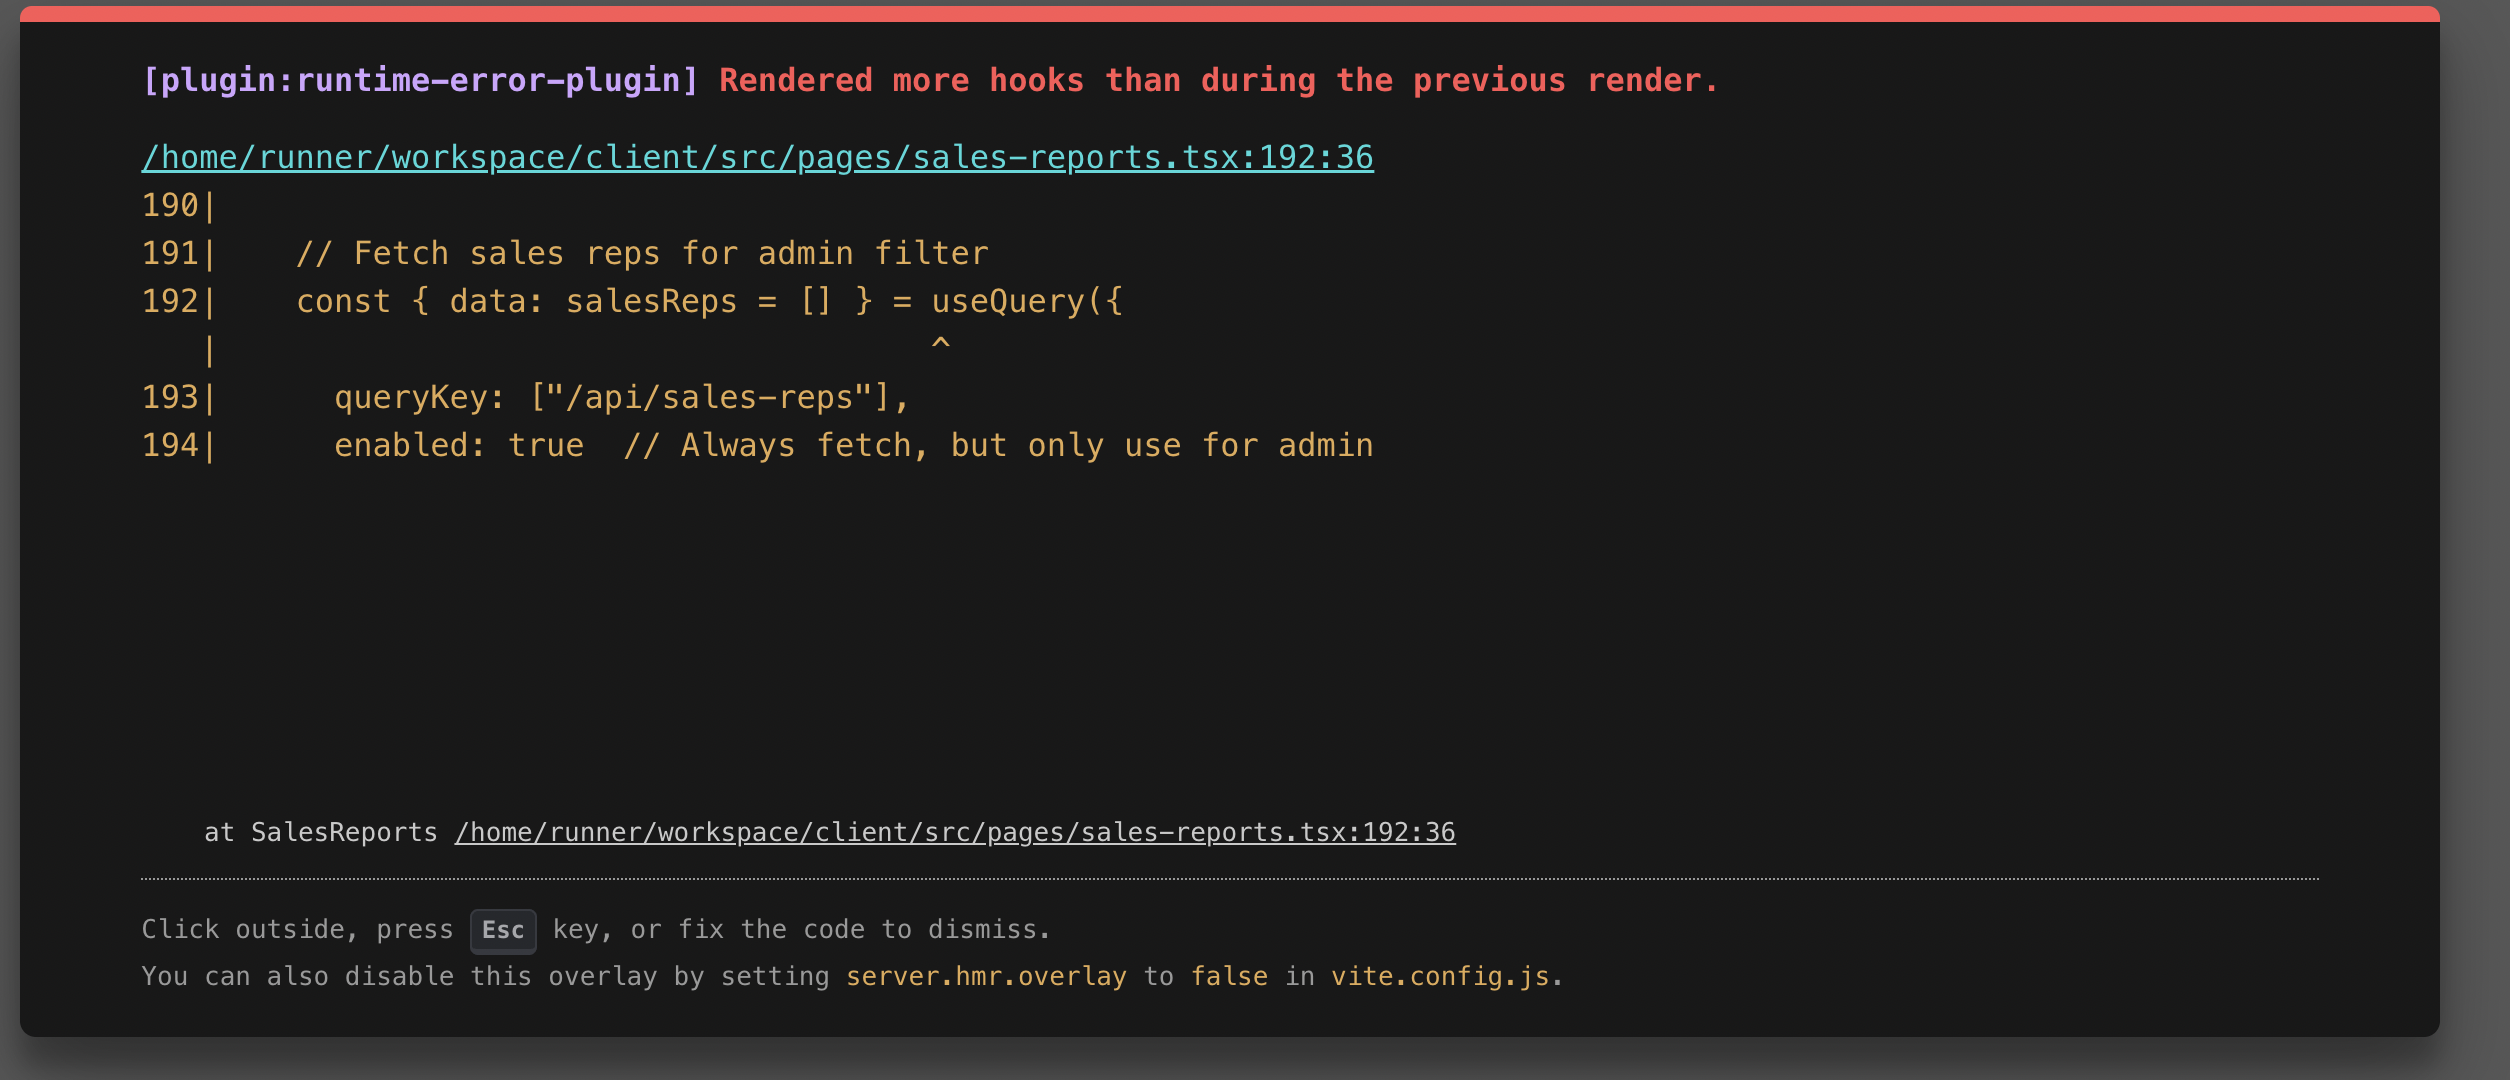 [plugin:runtime-error-plugin] Rendered more hooks than during the previous render.
/home/runner/workspace/client/src/pages/sales-reports.tsx:192:36
190|
191|    // Fetch sales reps for admin filter
192|    const { data: salesReps = [] } = useQuery({
   |                                     ^
193|      queryKey: ["/api/sales-reps"],
194|      enabled: true  // Always fetch, but only use for admin
at SalesReports /home/runner/workspace/client/src/pages/sales-reports.tsx:192:36
Click outside, press Esc key, or fix the code to dismiss.
You can also disable this overlay by setting server.hmr.overlay to false in vite.config.js.